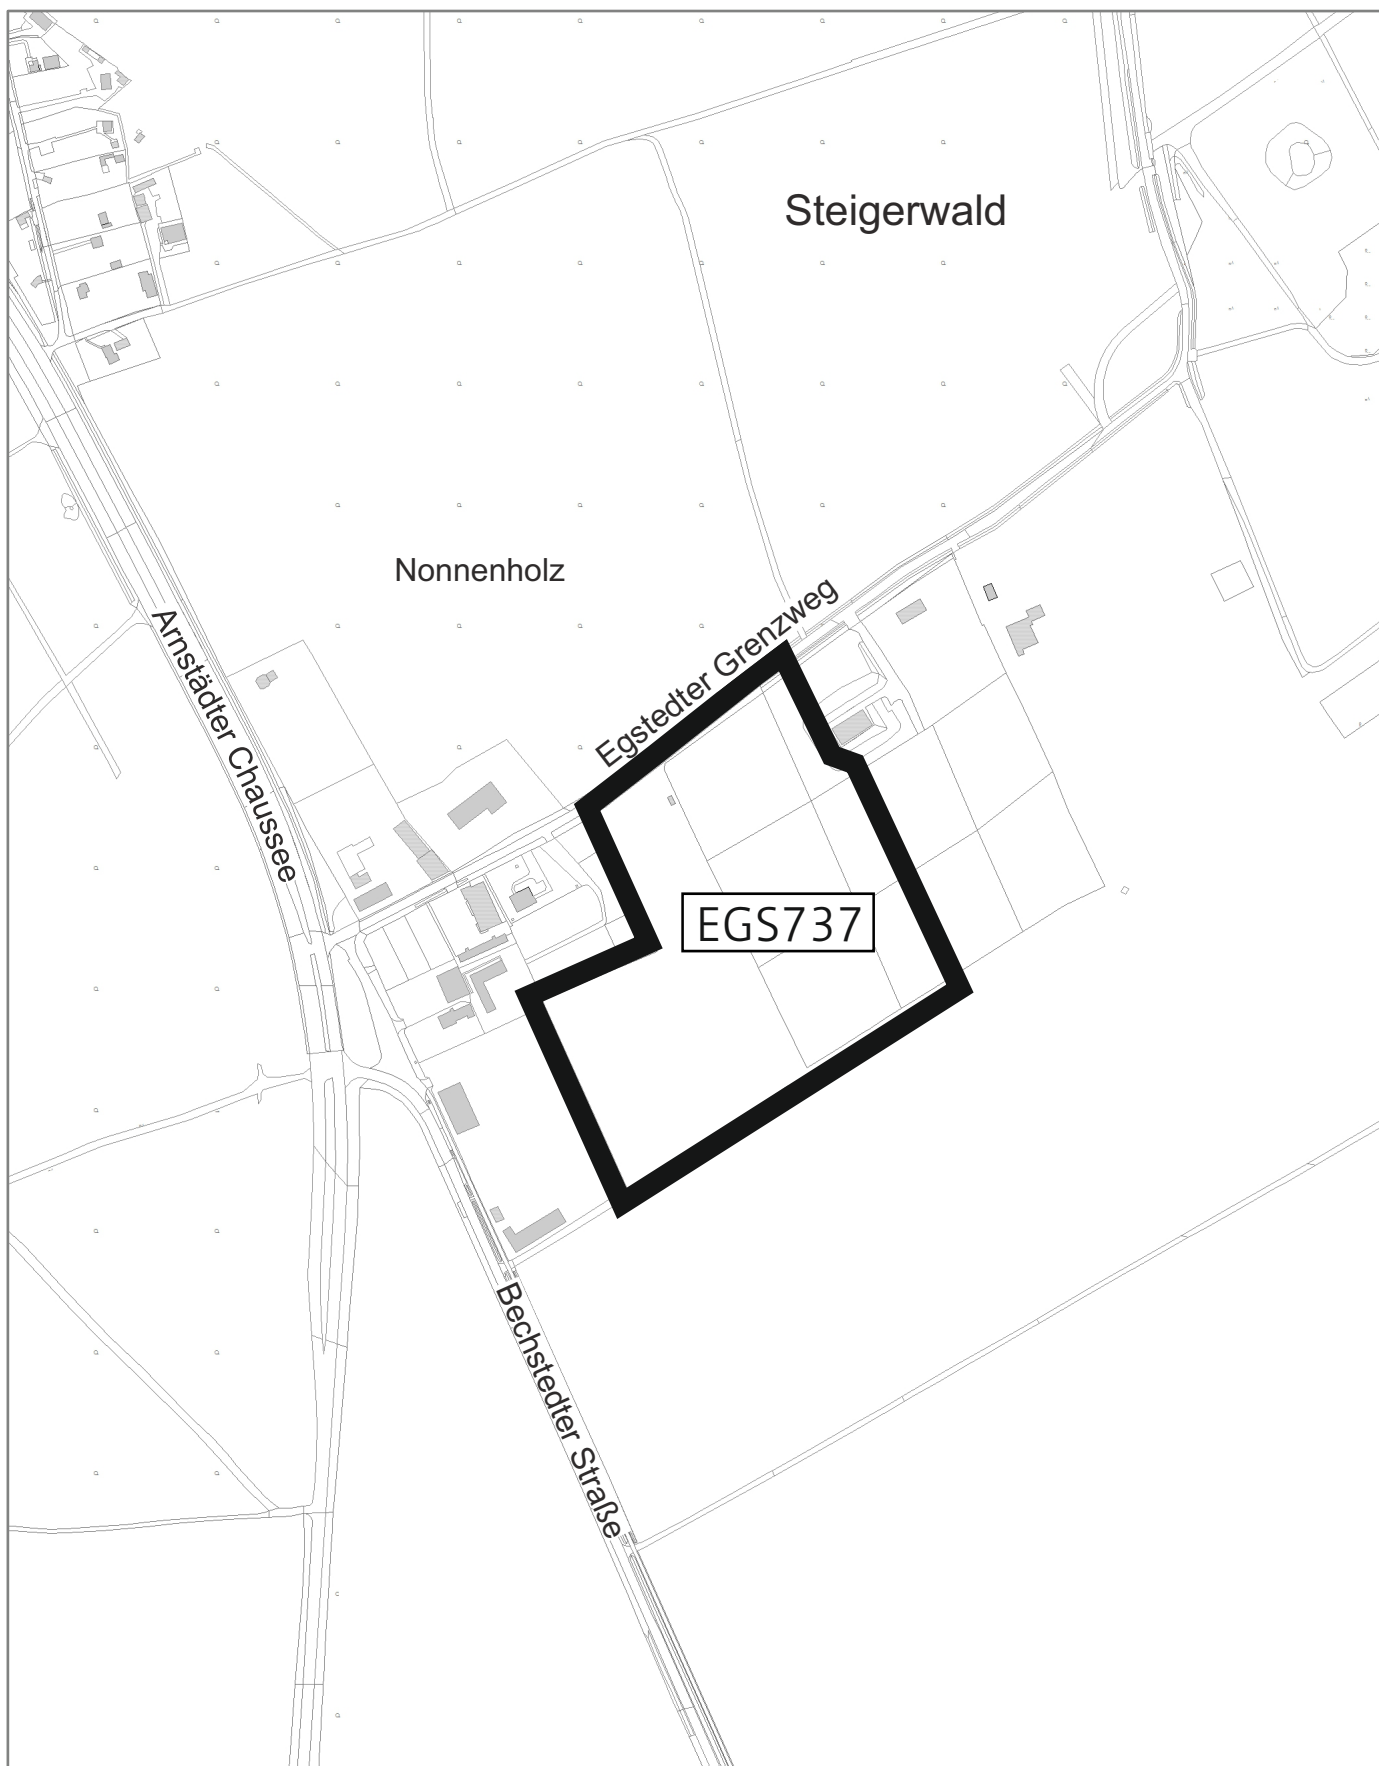 Steigerwald
Nonnenholz
Egstedter Grenzweg
Arnstädter Chaussee
EGS737
Bechstedter Straße